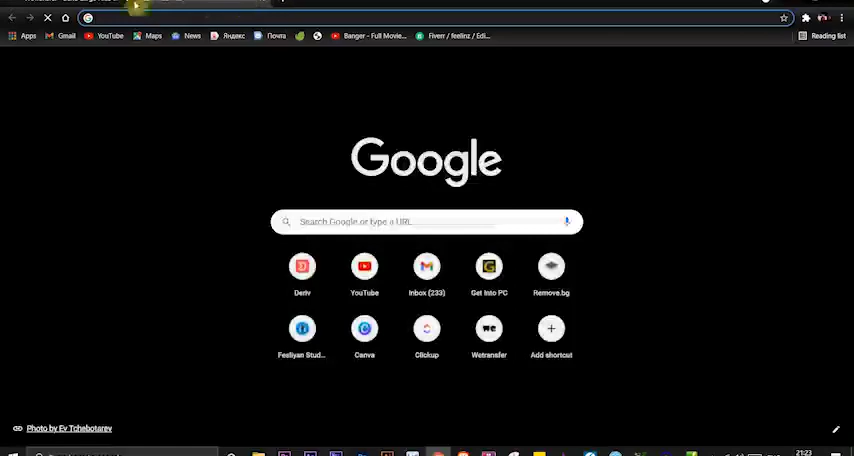 Apps Gmail YouTube Maps News Яндекс Почта Banger - Full Movie... Fiverr / feelinz / Edi... Reading list
Google
Search Google or type a URL
Deriv YouTube Inbox (233) Get Into PC Remove.bg
Fesliyan Stud... Canva Clickup Wetransfer Add shortcut
Photo by Ev Tchebotarev
21:23